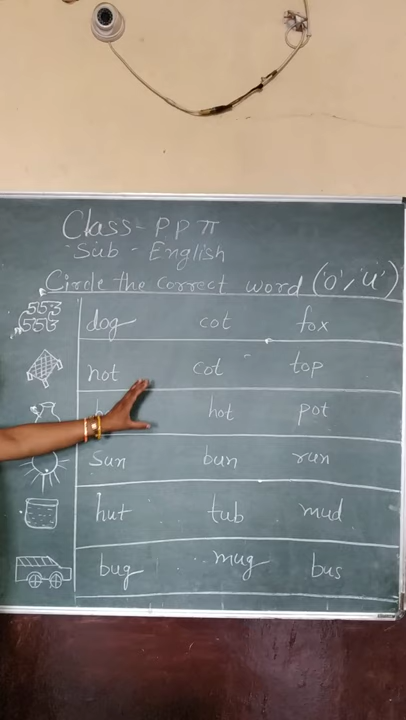 Class - PP II
Sub - English
Circle the correct word ('o'/'u')
dog cot fox
hot cot top
hot pot
Sun bun run
hut tub mud
bug mug bus